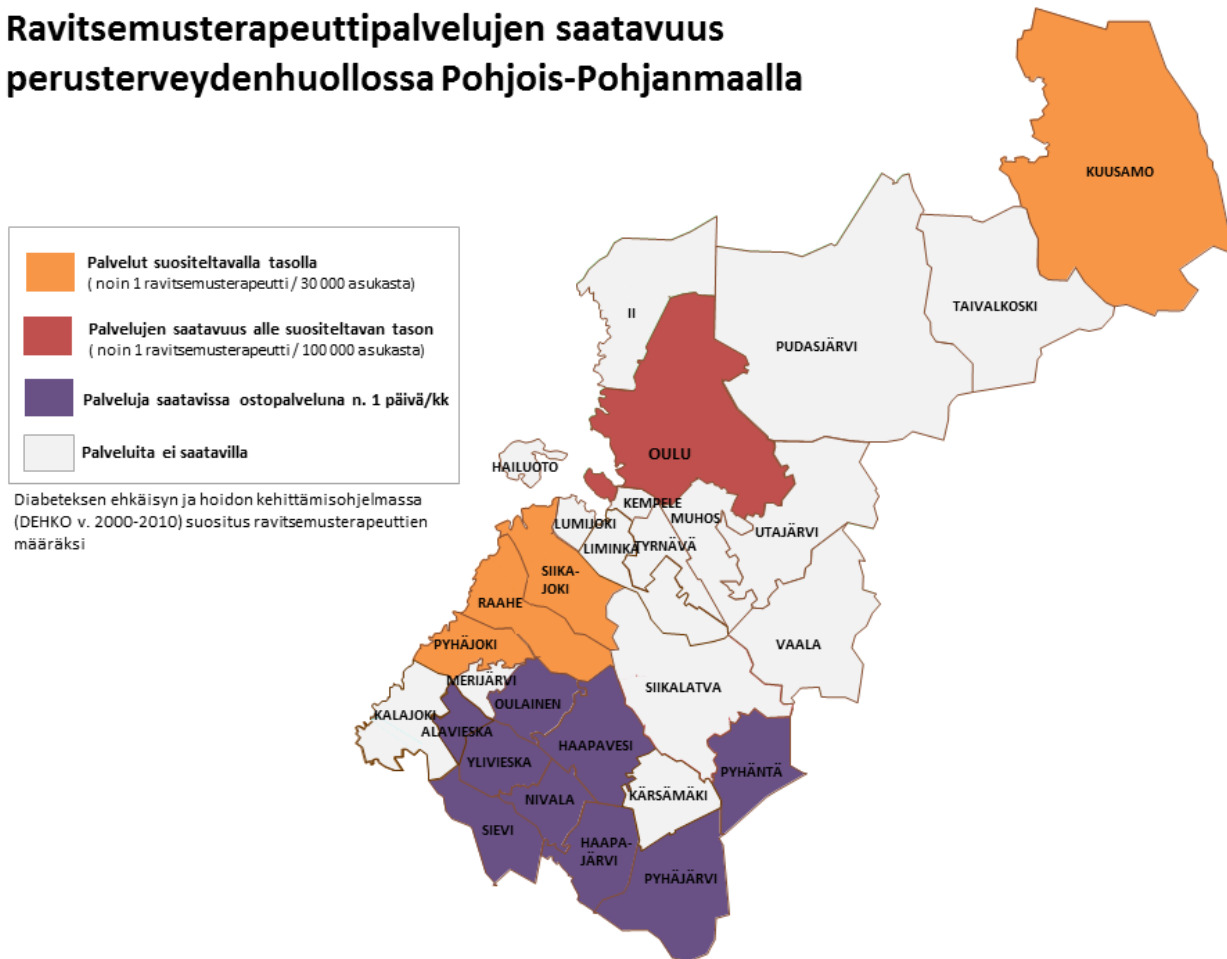 Ravitsemusterapeuttipalvelujen saatavuus
perusterveydenhuollossa Pohjois-Pohjanmaalla
Palvelut suositeltavalla tasolla
( noin 1 ravitsemusterapeutti / 30 000 asukasta)
Palvelujen saatavuus alle suositeltavan tason
( noin 1 ravitsemusterapeutti / 100 000 asukasta)
Palveluja saatavissa ostopalveluna n. 1 päivä/kk
Palveluita ei saatavilla
Diabeteksen ehkäisyn ja hoidon kehittämisohjelmassa
(DEHKO v. 2000-2010) suositus ravitsemusterapeuttien
määräksi
KUUSAMO
TAIVALKOSKI
II
PUDASJÄRVI
OULU
HAILUOTO
KEMPELE
LUMIJOKI
MUHOS
UTAJÄRVI
LIMINKA
TYRNÄVÄ
SIIKA-
JOKI
RAAHE
PYHÄJOKI
VAALA
MERIJÄRVI
SIIKALATVA
OULAINEN
KALAJOKI
ALAVIESKA
HAAPAVESI
YLIVIESKA
PYHÄNTÄ
NIVALA
KÄRSÄMÄKI
SIEVI
HAAPA-
JÄRVI
PYHÄJÄRVI